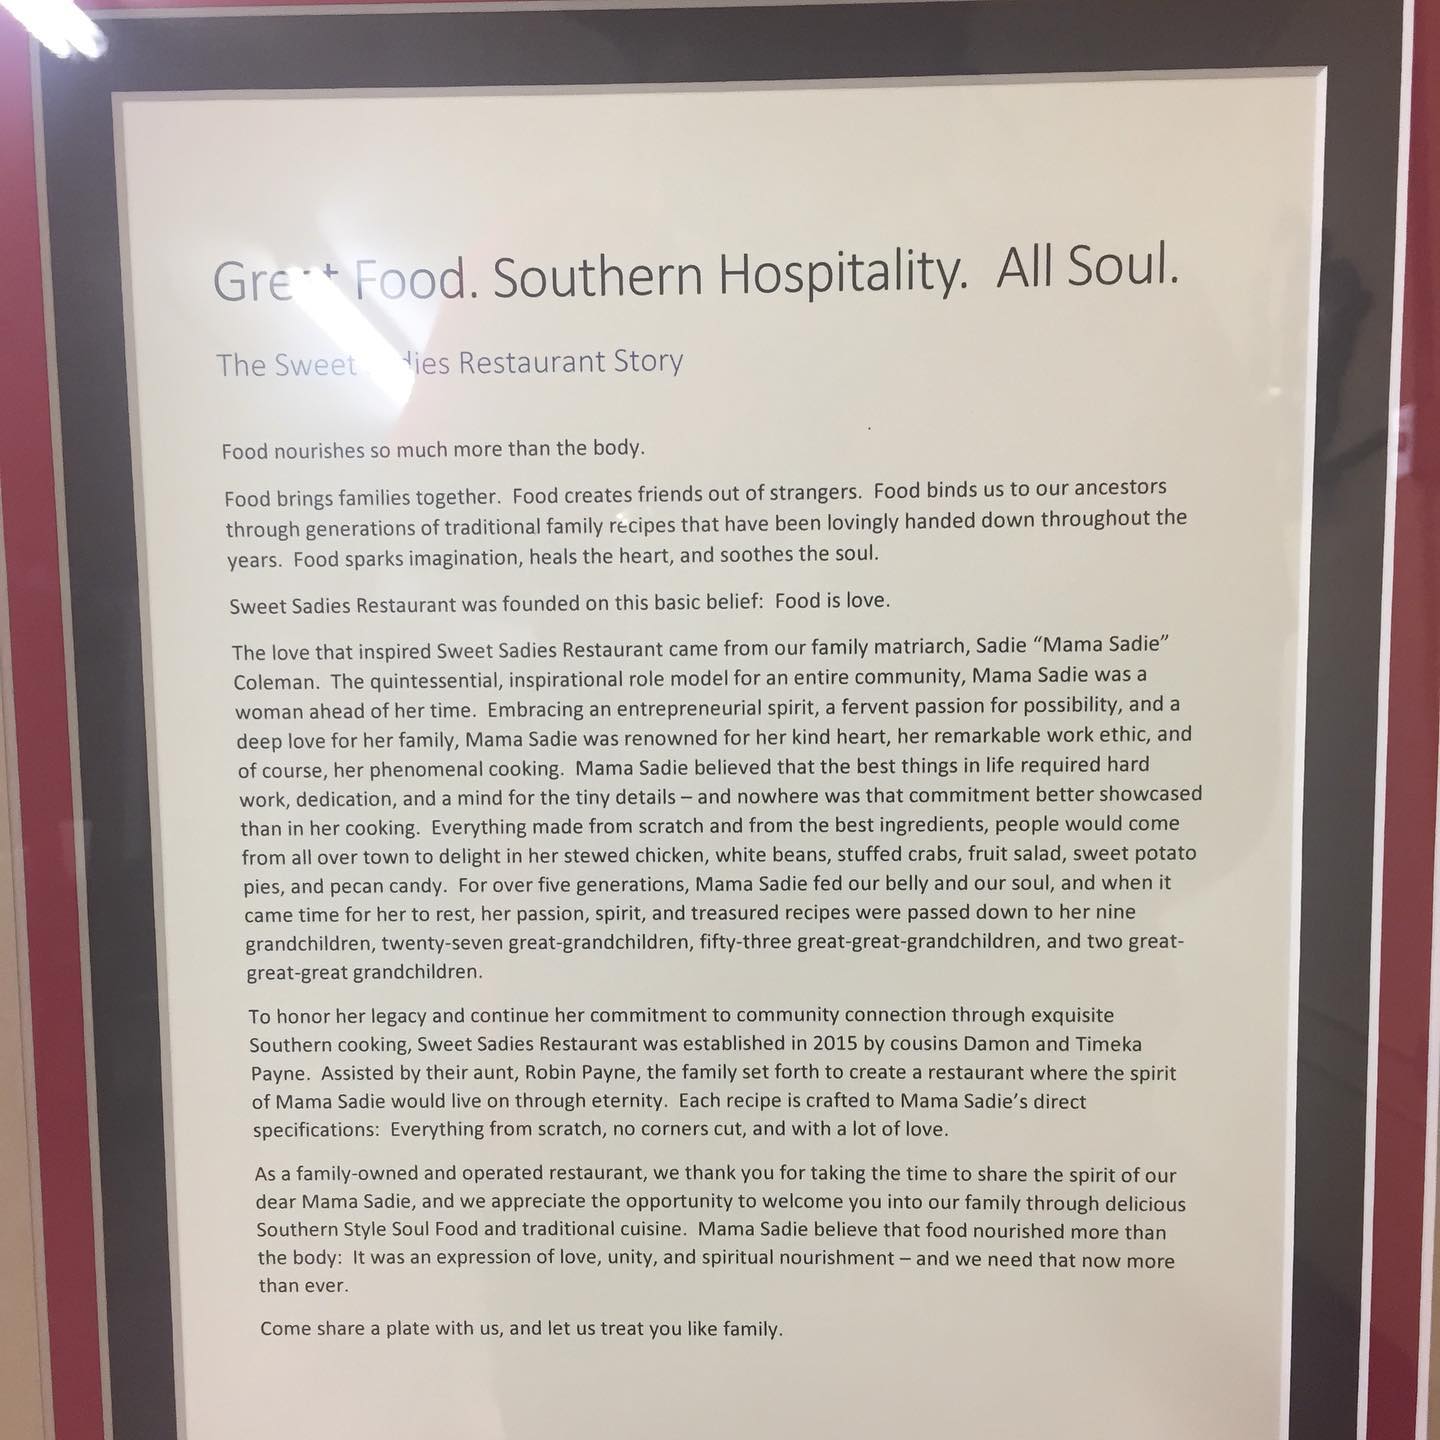 Great Food. Southern Hospitality. All Soul.
The Sweet Sadies Restaurant Story
Food nourishes so much more than the body.
Food brings families together. Food creates friends out of strangers. Food binds us to our ancestors
through generations of traditional family recipes that have been lovingly handed down throughout the
years. Food sparks imagination, heals the heart, and soothes the soul.
Sweet Sadies Restaurant was founded on this basic belief: Food is love.
The love that inspired Sweet Sadies Restaurant came from our family matriarch, Sadie “Mama Sadie”
Coleman. The quintessential, inspirational role model for an entire community, Mama Sadie was a
woman ahead of her time. Embracing an entrepreneurial spirit, a fervent passion for possibility, and a
deep love for her family, Mama Sadie was renowned for her kind heart, her remarkable work ethic, and
of course, her phenomenal cooking. Mama Sadie believed that the best things in life required hard
work, dedication, and a mind for the tiny details – and nowhere was that commitment better showcased
than in her cooking. Everything made from scratch and from the best ingredients, people would come
from all over town to delight in her stewed chicken, white beans, stuffed crabs, fruit salad, sweet potato
pies, and pecan candy. For over five generations, Mama Sadie fed our belly and our soul, and when it
came time for her to rest, her passion, spirit, and treasured recipes were passed down to her nine
grandchildren, twenty-seven great-grandchildren, fifty-three great-great-grandchildren, and two great-
great-great grandchildren.
To honor her legacy and continue her commitment to community connection through exquisite
Southern cooking, Sweet Sadies Restaurant was established in 2015 by cousins Damon and Timeka
Payne. Assisted by their aunt, Robin Payne, the family set forth to create a restaurant where the spirit
of Mama Sadie would live on through eternity. Each recipe is crafted to Mama Sadie’s direct
specifications: Everything from scratch, no corners cut, and with a lot of love.
As a family-owned and operated restaurant, we thank you for taking the time to share the spirit of our
dear Mama Sadie, and we appreciate the opportunity to welcome you into our family through delicious
Southern Style Soul Food and traditional cuisine. Mama Sadie believe that food nourished more than
the body: It was an expression of love, unity, and spiritual nourishment – and we need that now more
than ever.
Come share a plate with us, and let us treat you like family.